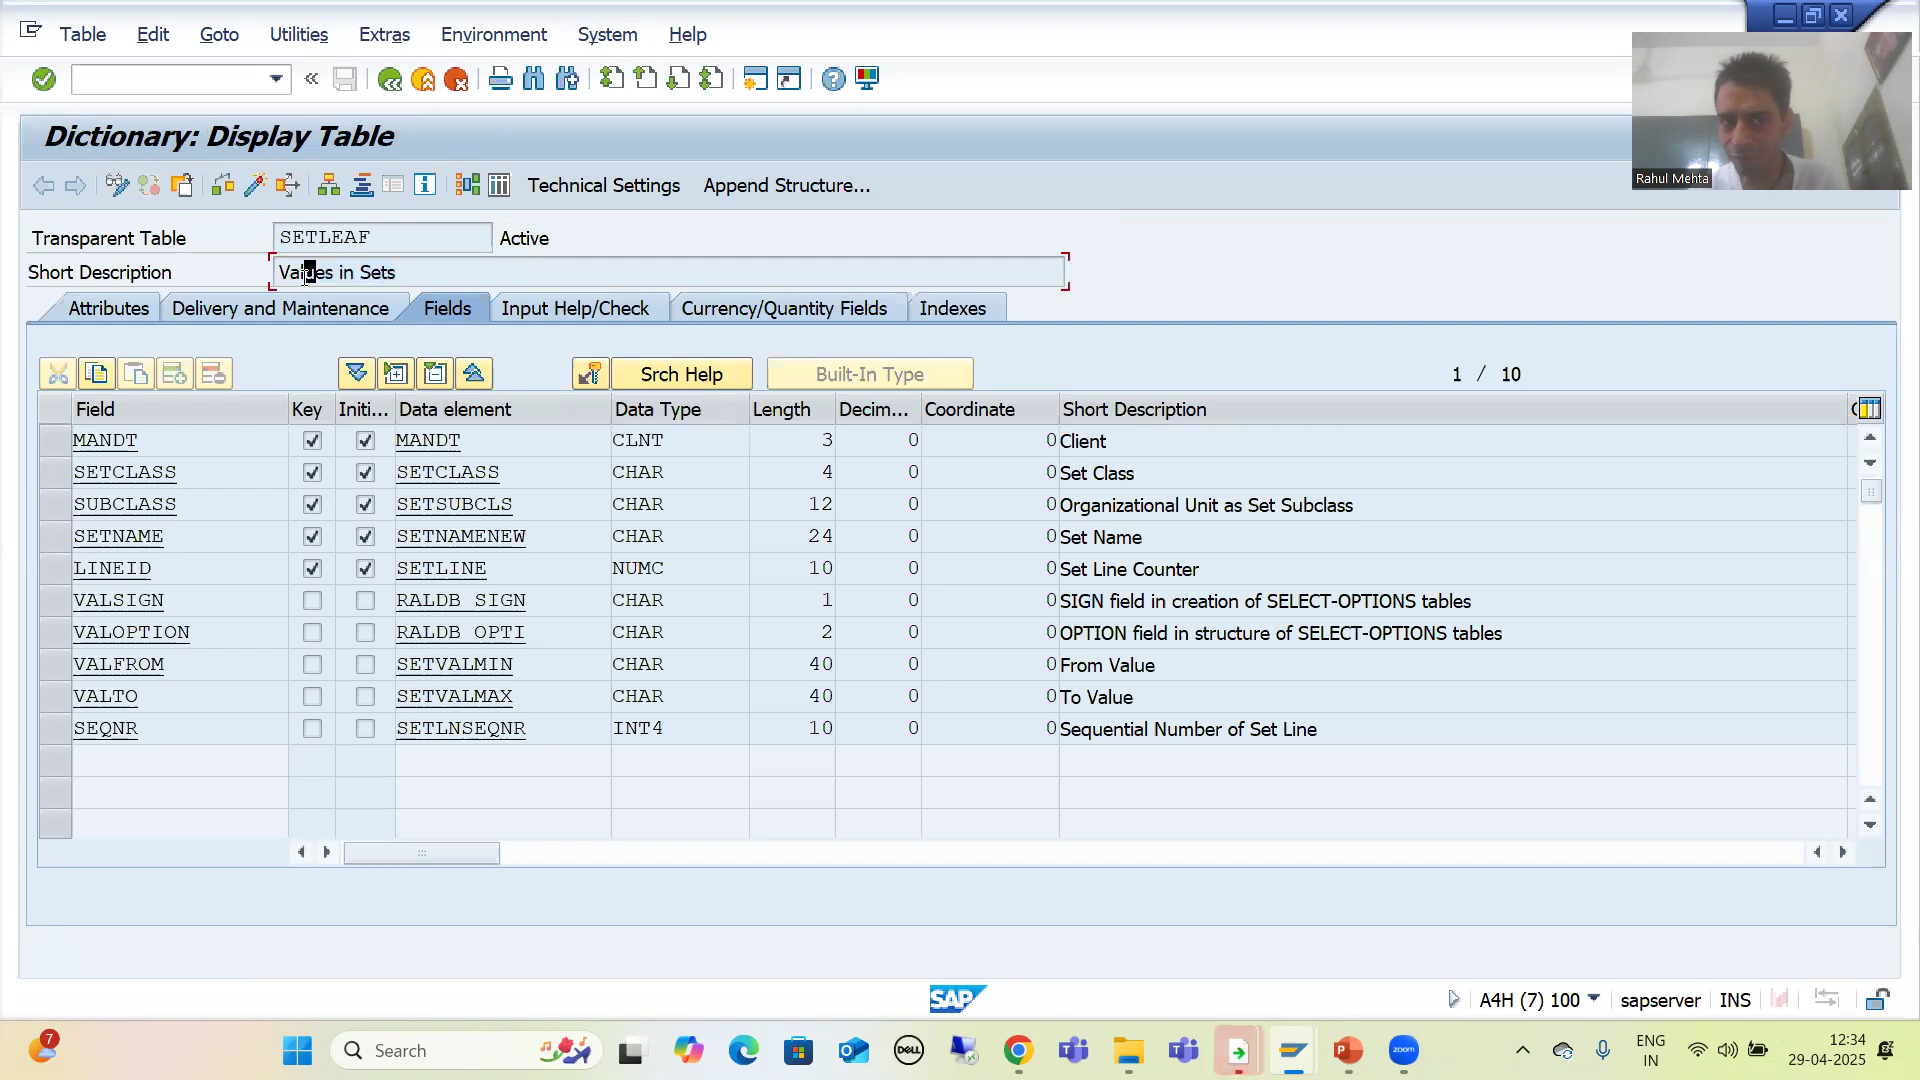 Table Edit Goto Utilities Extras Environment System Help
Dictionary: Display Table
Rahul Mehta
Technical Settings Append Structure...
Transparent Table SETLEAF Active
Short Description Values in Sets
Attributes Delivery and Maintenance Fields Input Help/Check Currency/Quantity Fields Indexes
Srch Help Built-In Type 1 / 10
Field Key Initi... Data element Data Type Length Decim... Coordinate Short Description
MANDT MANDT CLNT 3 0 0 Client
SETCLASS SETCLASS CHAR 4 0 0 Set Class
SUBCLASS SETSUBCLS CHAR 12 0 0 Organizational Unit as Set Subclass
SETNAME SETNAMENEW CHAR 24 0 0 Set Name
LINEID SETLINE NUMC 10 0 0 Set Line Counter
VALSIGN RALDB_SIGN CHAR 1 0 0 SIGN field in creation of SELECT-OPTIONS tables
VALOPTION RALDB_OPTI CHAR 2 0 0 OPTION field in structure of SELECT-OPTIONS tables
VALFROM SETVALMIN CHAR 40 0 0 From Value
VALTO SETVALMAX CHAR 40 0 0 To Value
SEQNR SETLNSEQNR INT4 10 0 0 Sequential Number of Set Line
SAP A4H (7) 100 sapserver INS
7 Search DELL zoom ENG IN 12:34 29-04-2025